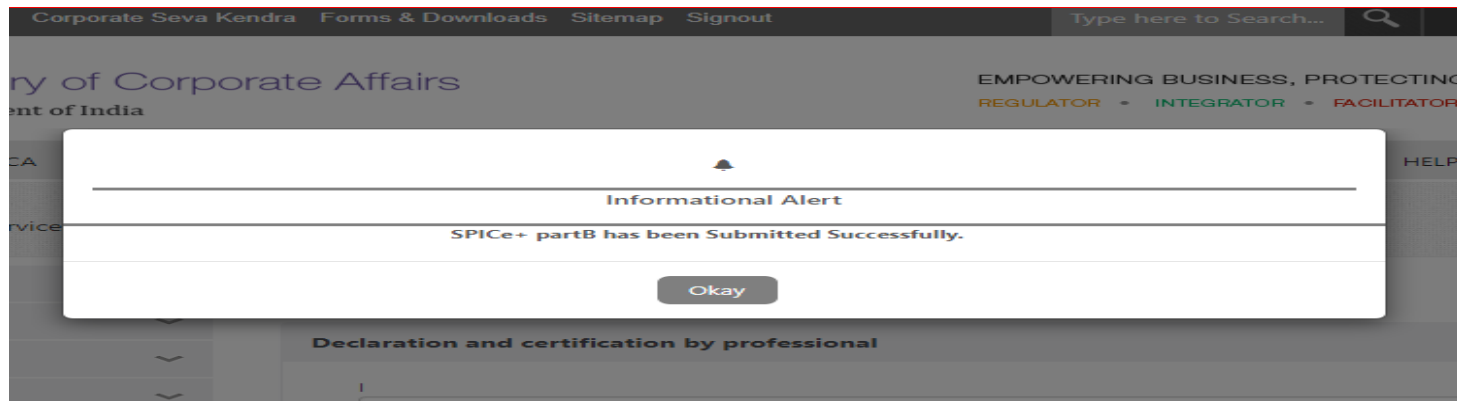 Corporate Seva Kendra Forms & Downloads Sitemap Signout Type here to Search...
ry of Corporate Affairs
EMPOWERING BUSINESS, PROTECTING
ent of India
REGULATOR • INTEGRATOR • FACILITATOR
CA
HELP
Informational Alert
rvice
SPICe+ partB has been Submitted Successfully.
Okay
Declaration and certification by professional
I